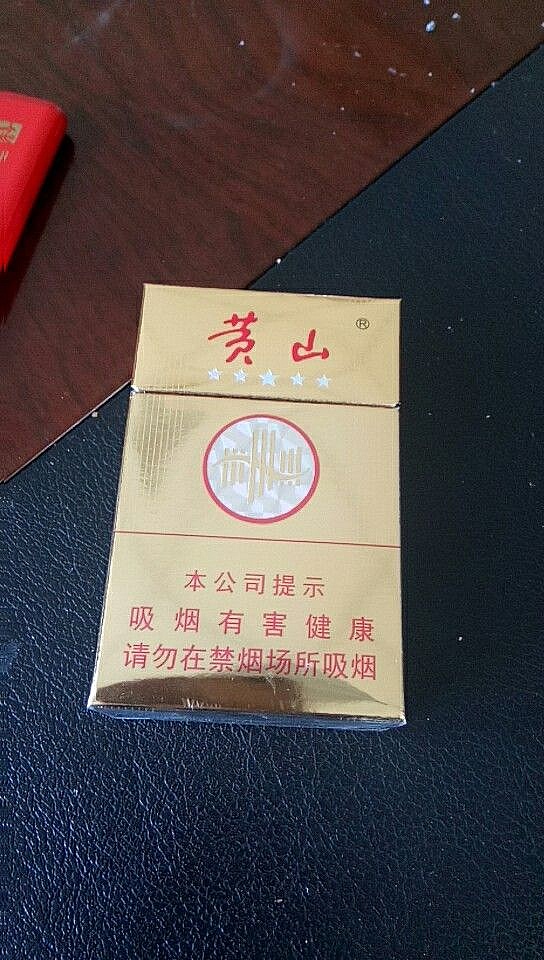 黄山®
本公司提示
吸烟有害健康
请勿在禁烟场所吸烟